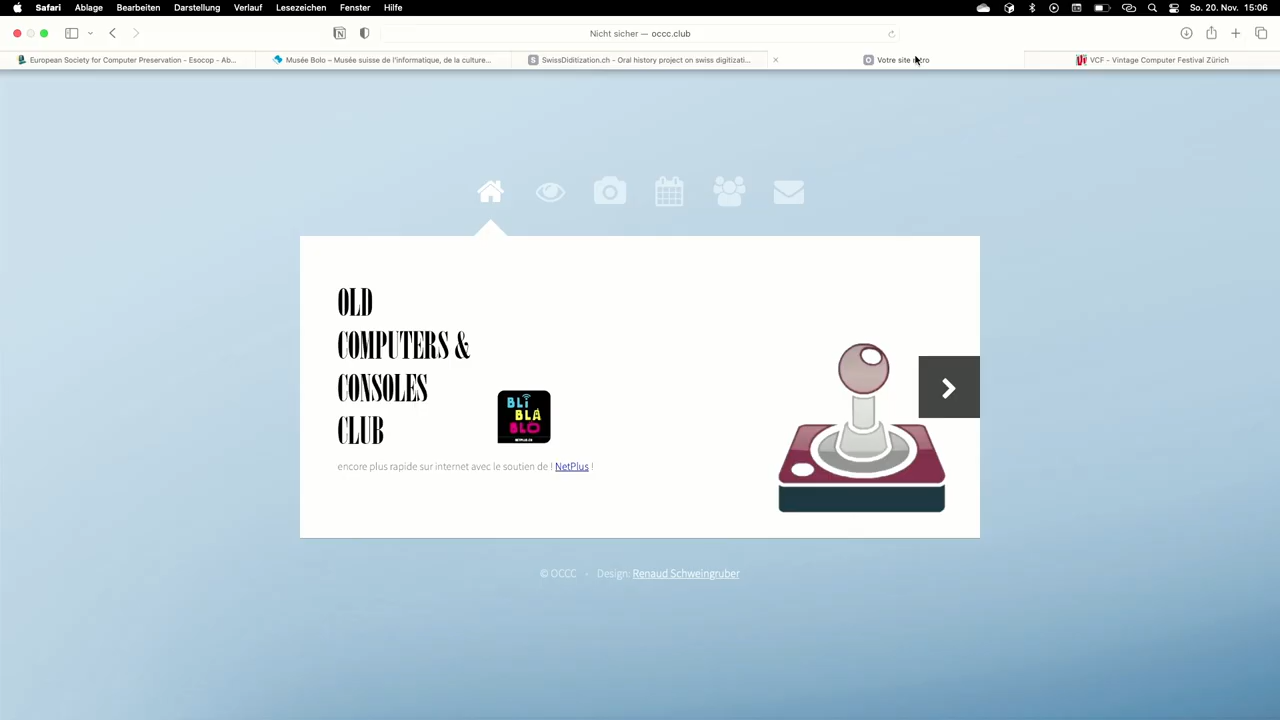 Safari Ablage Bearbeiten Darstellung Verlauf Lesezeichen Fenster Hilfe So. 20. Nov. 15:06
Nicht sicher — occc.club
European Society for Computer Preservation - Esocop - Ab...
Musée Bolo – Musée suisse de l'informatique, de la culture...
S SwissDiditization.ch - Oral history project on swiss digitizati...
O Votre site rétro
VCF - Vintage Computer Festival Zürich
OLD
COMPUTERS &
CONSOLES
CLUB
BLI
BLA
BLO
NETPLUS.CH
encore plus rapide sur internet avec le soutien de ! NetPlus !
© OCCC - Design: Renaud Schweingruber